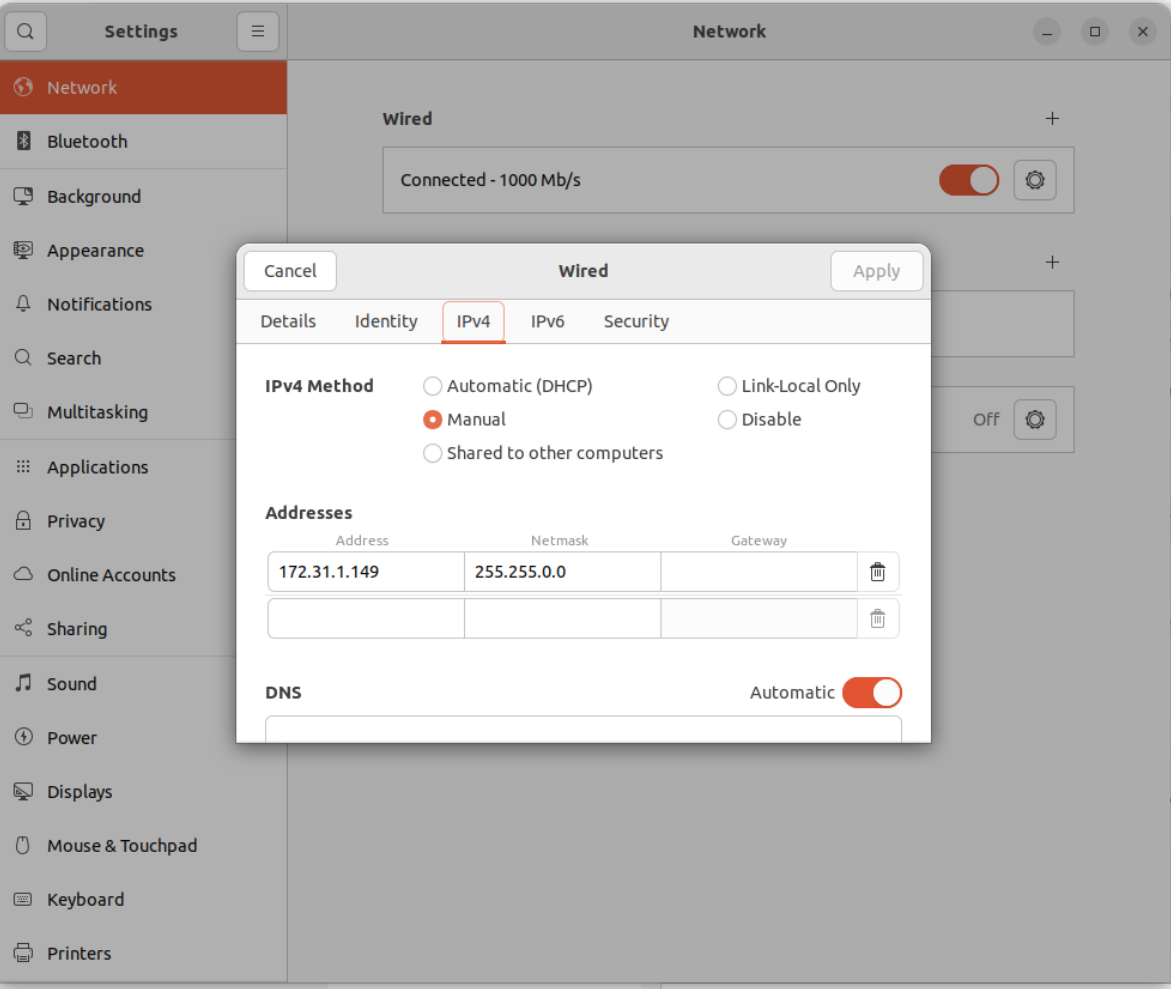 Settings
Network
Network
Bluetooth
Background
Appearance
Notifications
Search
Multitasking
Applications
Privacy
Online Accounts
Sharing
Sound
Power
Displays
Mouse & Touchpad
Keyboard
Printers
Wired
Connected - 1000 Mb/s
Off
Cancel
Wired
Apply
Details Identity IPv4 IPv6 Security
IPv4 Method
Automatic (DHCP)
Link-Local Only
Manual
Disable
Shared to other computers
Addresses
Address Netmask Gateway
172.31.1.149 255.255.0.0
DNS
Automatic